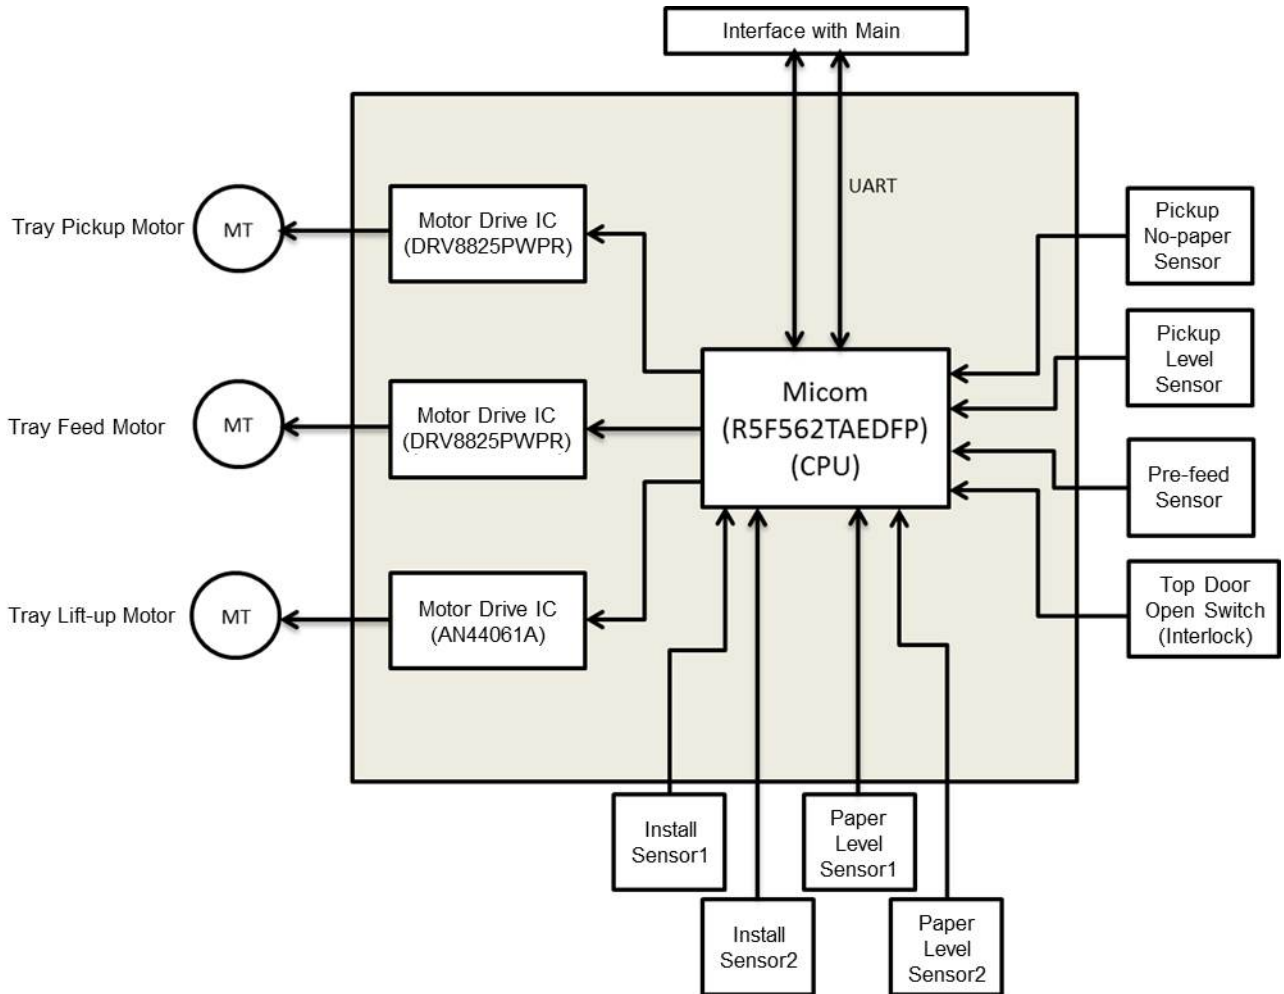 Interface with Main
UART
Tray Pickup Motor
MT
Motor Drive IC
(DRV8825PWPR)
Pickup
No-paper
Sensor
Pickup
Level
Sensor
Micom
(R5F562TAEDFP)
(CPU)
Tray Feed Motor
MT
Motor Drive IC
(DRV8825PWPR)
Pre-feed
Sensor
Tray Lift-up Motor
MT
Motor Drive IC
(AN44061A)
Top Door
Open Switch
(Interlock)
Install
Sensor1
Paper
Level
Sensor1
Install
Sensor2
Paper
Level
Sensor2